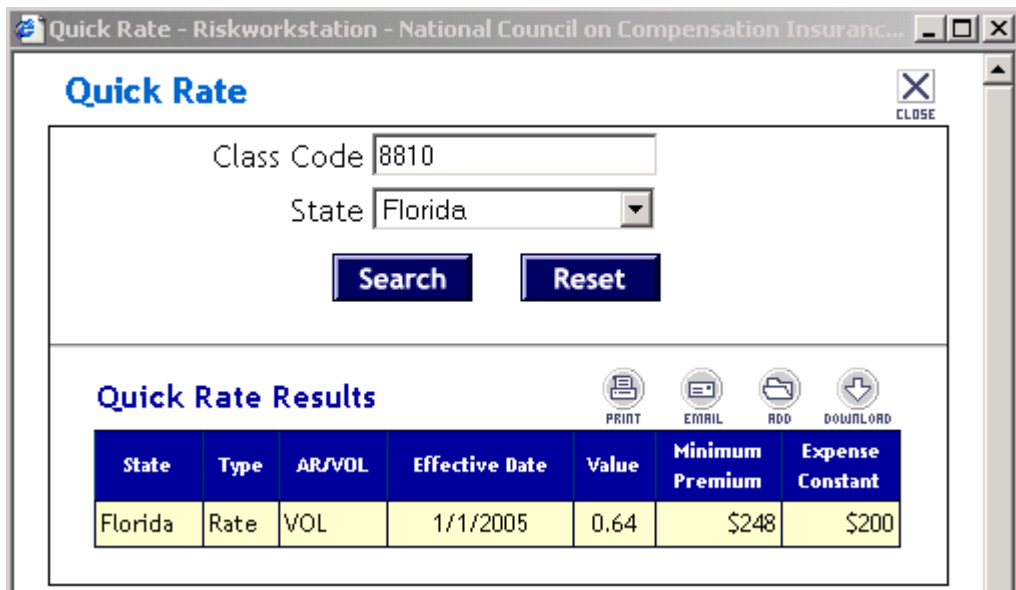 Quick Rate - Riskworkstation - National Council on Compensation Insuranc...
Quick Rate
CLOSE
Class Code 8810
State Florida
Search Reset
Quick Rate Results
PRINT EMAIL ADD DOWNLOAD
State Type AR/VOL Effective Date Value Minimum Premium Expense Constant
Florida Rate VOL 1/1/2005 0.64 $248 $200